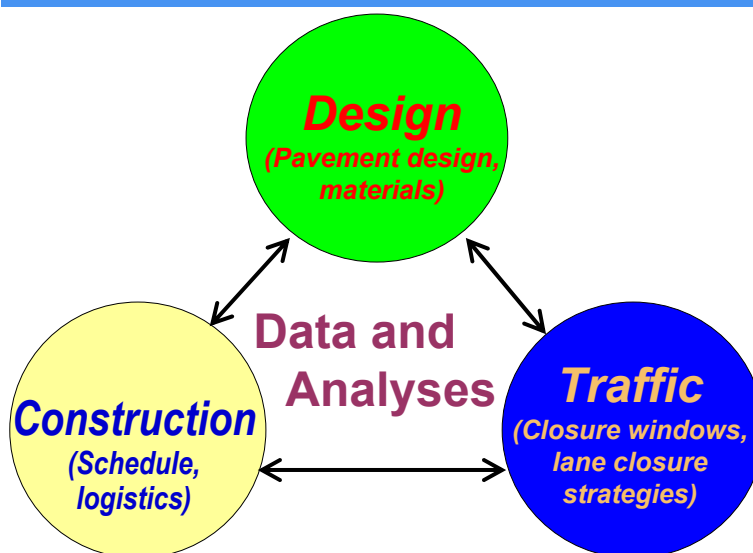 Design
(Pavement design,
materials)
Data and
Analyses
Construction
(Schedule,
logistics)
Traffic
(Closure windows,
lane closure
strategies)